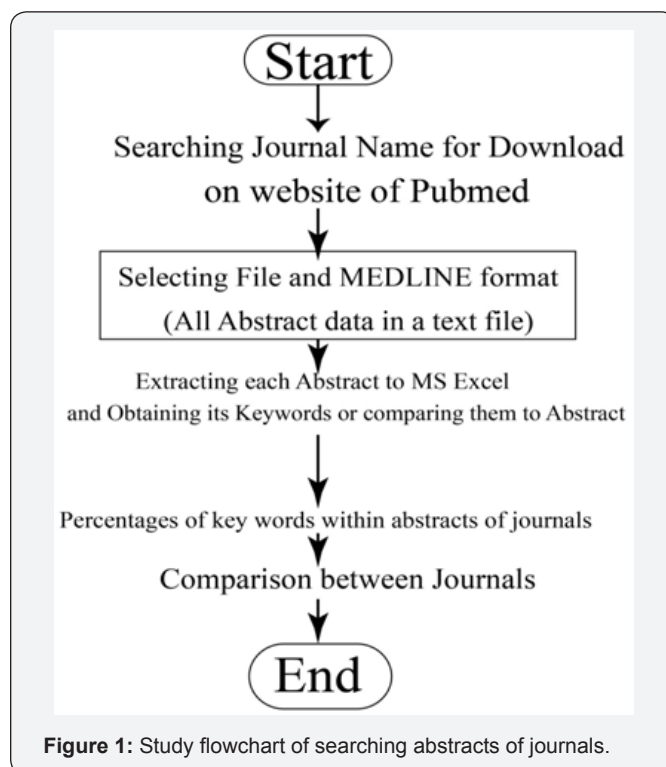 Start
Searching Journal Name for Download
on website of Pubmed
Selecting File and MEDLINE format
(All Abstract data in a text file)
Extracting each Abstract to MS Excel
and Obtaining its Keywords or comparing them to Abstract
Percentages of key words within abstracts of journals
Comparison between Journals
End
Figure 1: Study flowchart of searching abstracts of journals.